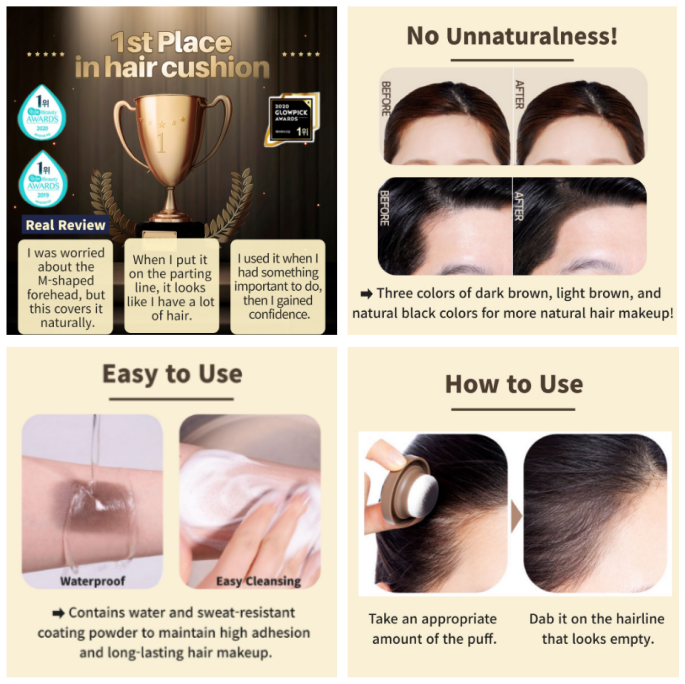 1st Place
in hair cushion
1위
AWARDS
2020
1위
AWARDS
2019
2020
GLOWPICK
AWARDS
1위
1
Real Review
I was worried
about the
M-shaped
forehead, but
this covers it
naturally.
When I put it
on the parting
line, it looks
like I have a lot
of hair.
I used it when I
had something
important to do,
then I gained
confidence.
No Unnaturalness!
BEFORE
AFTER
BEFORE
AFTER
➡ Three colors of dark brown, light brown, and
natural black colors for more natural hair makeup!
Easy to Use
Waterproof
Easy Cleansing
➡ Contains water and sweat-resistant
coating powder to maintain high adhesion
and long-lasting hair makeup.
How to Use
Take an appropriate
amount of the puff.
Dab it on the hairline
that looks empty.